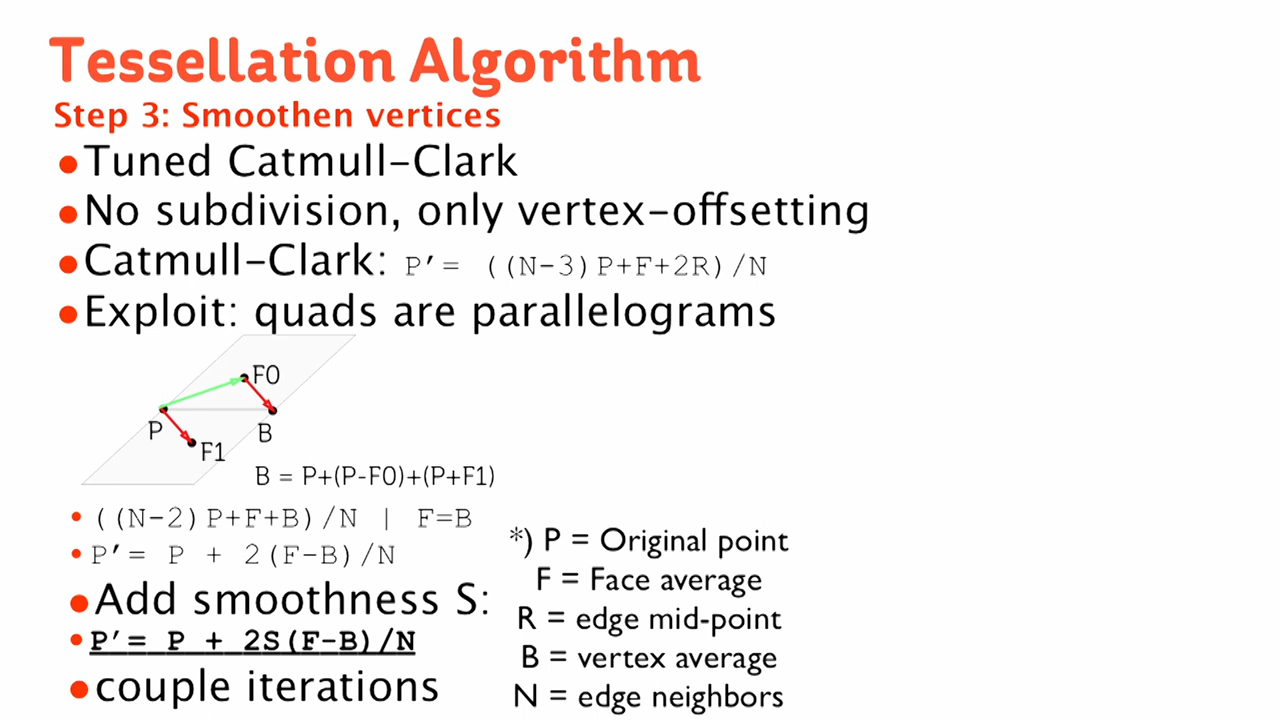 Tessellation Algorithm
Step 3: Smoothen vertices
•Tuned Catmull-Clark
•No subdivision, only vertex-offsetting
•Catmull-Clark: P′= ((N-3)P+F+2R)/N
•Exploit: quads are parallelograms
F0
P
B
F1
B = P+(P-F0)+(P+F1)
•((N-2)P+F+B)/N | F=B
•P′= P + 2(F-B)/N
•Add smoothness S:
•P′= P + 2S(F-B)/N
•couple iterations
*) P = Original point
F = Face average
R = edge mid-point
B = vertex average
N = edge neighbors